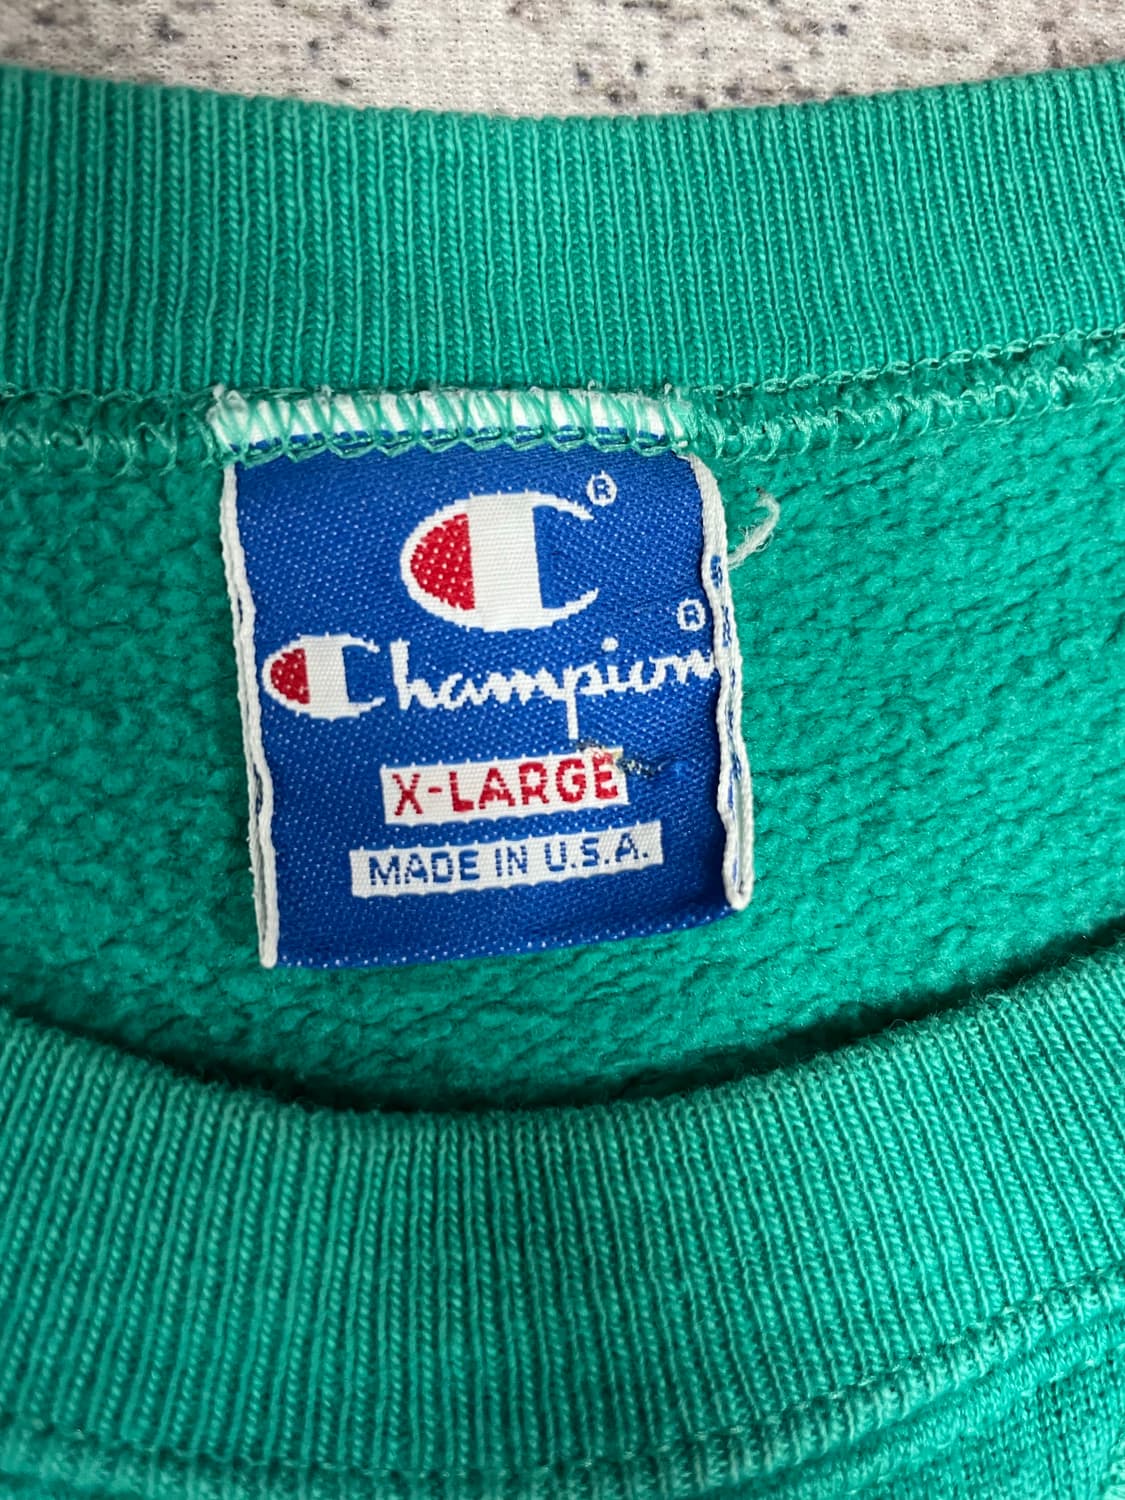 C®
Champion®
X-LARGE
MADE IN U.S.A.